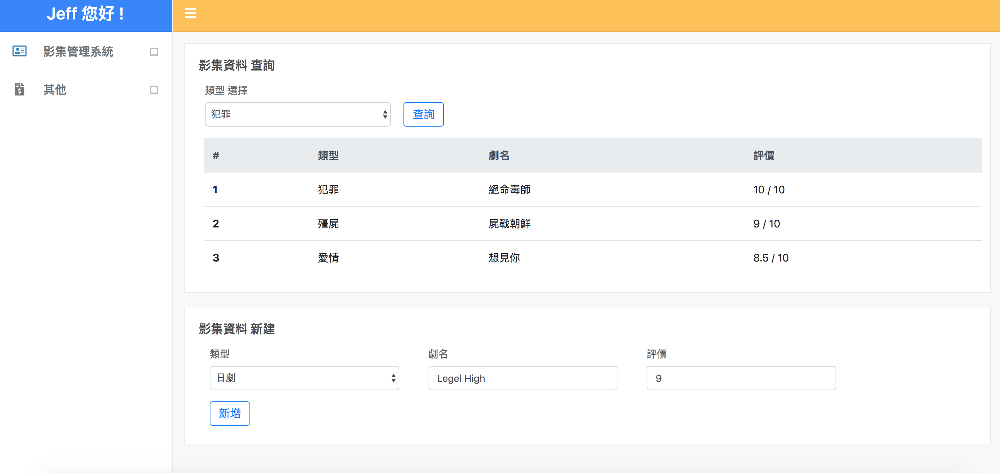 Jeff 您好 !
影集管理系統
其他
影集資料 查詢
類型 選擇
犯罪
查詢
# 類型 劇名 評價
1 犯罪 絕命毒師 10 / 10
2 殭屍 屍戰朝鮮 9 / 10
3 愛情 想見你 8.5 / 10
影集資料 新建
類型 劇名 評價
日劇 Legel High 9
新增